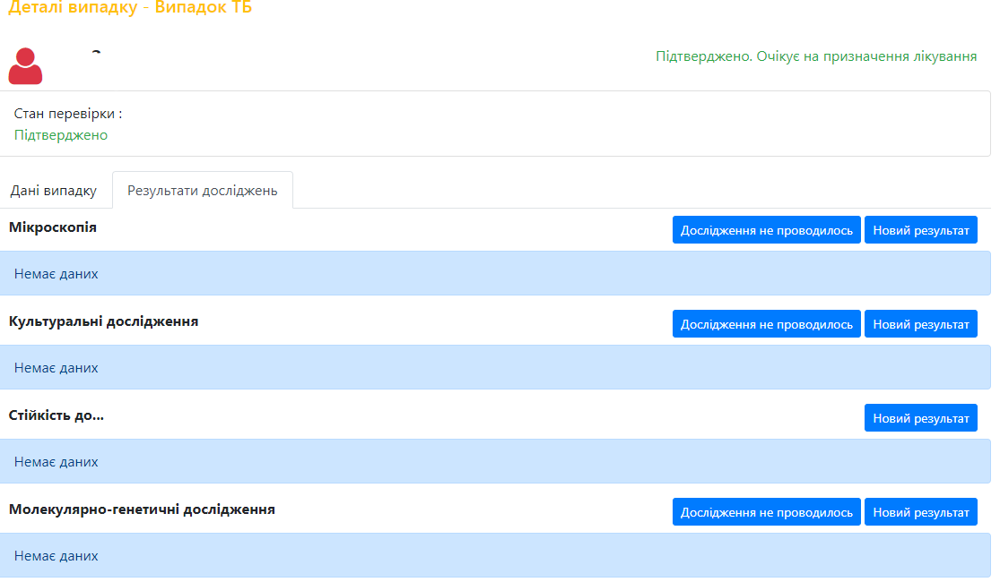 Деталі випадку - Випадок ТБ
Підтверджено. Очікує на призначення лікування
Стан перевірки :
Підтверджено
Дані випадку Результати досліджень
Мікроскопія Дослідження не проводилось Новий результат
Немає даних
Культуральні дослідження Дослідження не проводилось Новий результат
Немає даних
Стійкість до... Новий результат
Немає даних
Молекулярно-генетичні дослідження Дослідження не проводилось Новий результат
Немає даних